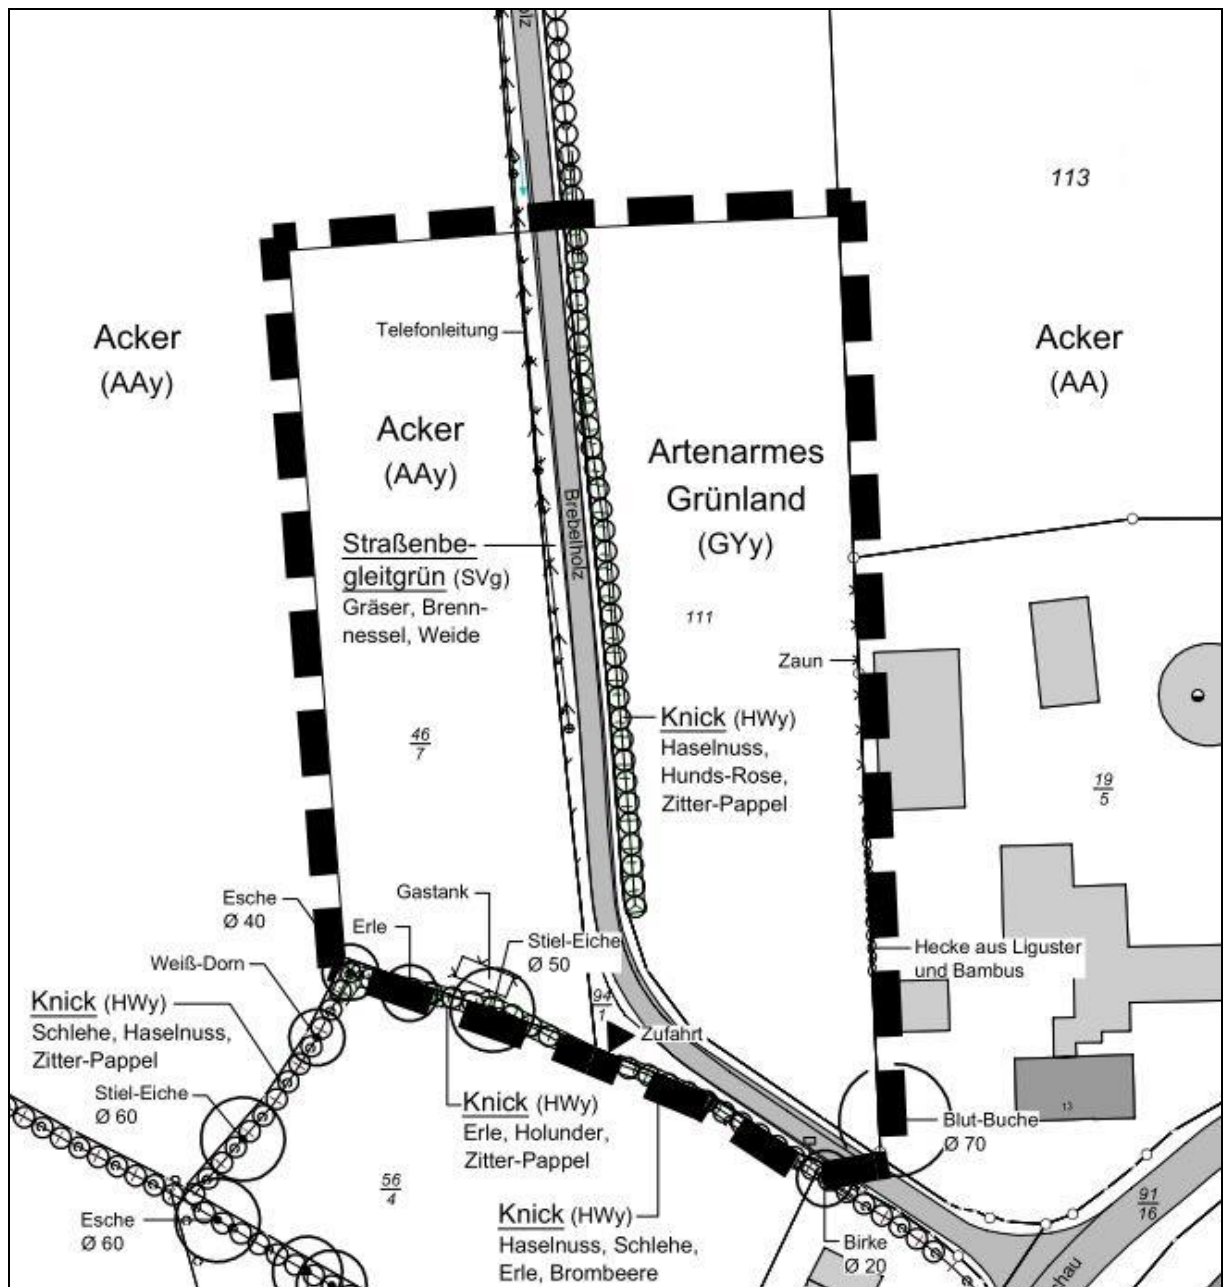 113
Acker
(AAy)
Telefonleitung
Acker
(AA)
Acker
(AAy)
Artenarmes
Grünland
(GYy)
Brebelholz
Straßenbe-
gleitgrün (SVg)
Gräser, Brenn-
nessel, Weide
111
Zaun
46
7
Knick (HWy)
Haselnuss,
Hunds-Rose,
Zitter-Pappel
19
5
Esche
Ø 40
Gastank
Erle
Stiel-Eiche
Ø 50
Hecke aus Liguster
und Bambus
Weiß-Dorn
Knick (HWy)
Schlehe, Haselnuss,
Zitter-Pappel
94
1
Zufahrt
Stiel-Eiche
Ø 60
Knick (HWy)
Erle, Holunder,
Zitter-Pappel
13
Blut-Buche
Ø 70
56
4
91
16
Esche
Ø 60
Knick (HWy)
Haselnuss, Schlehe,
Erle, Brombeere
Birke
Ø 20